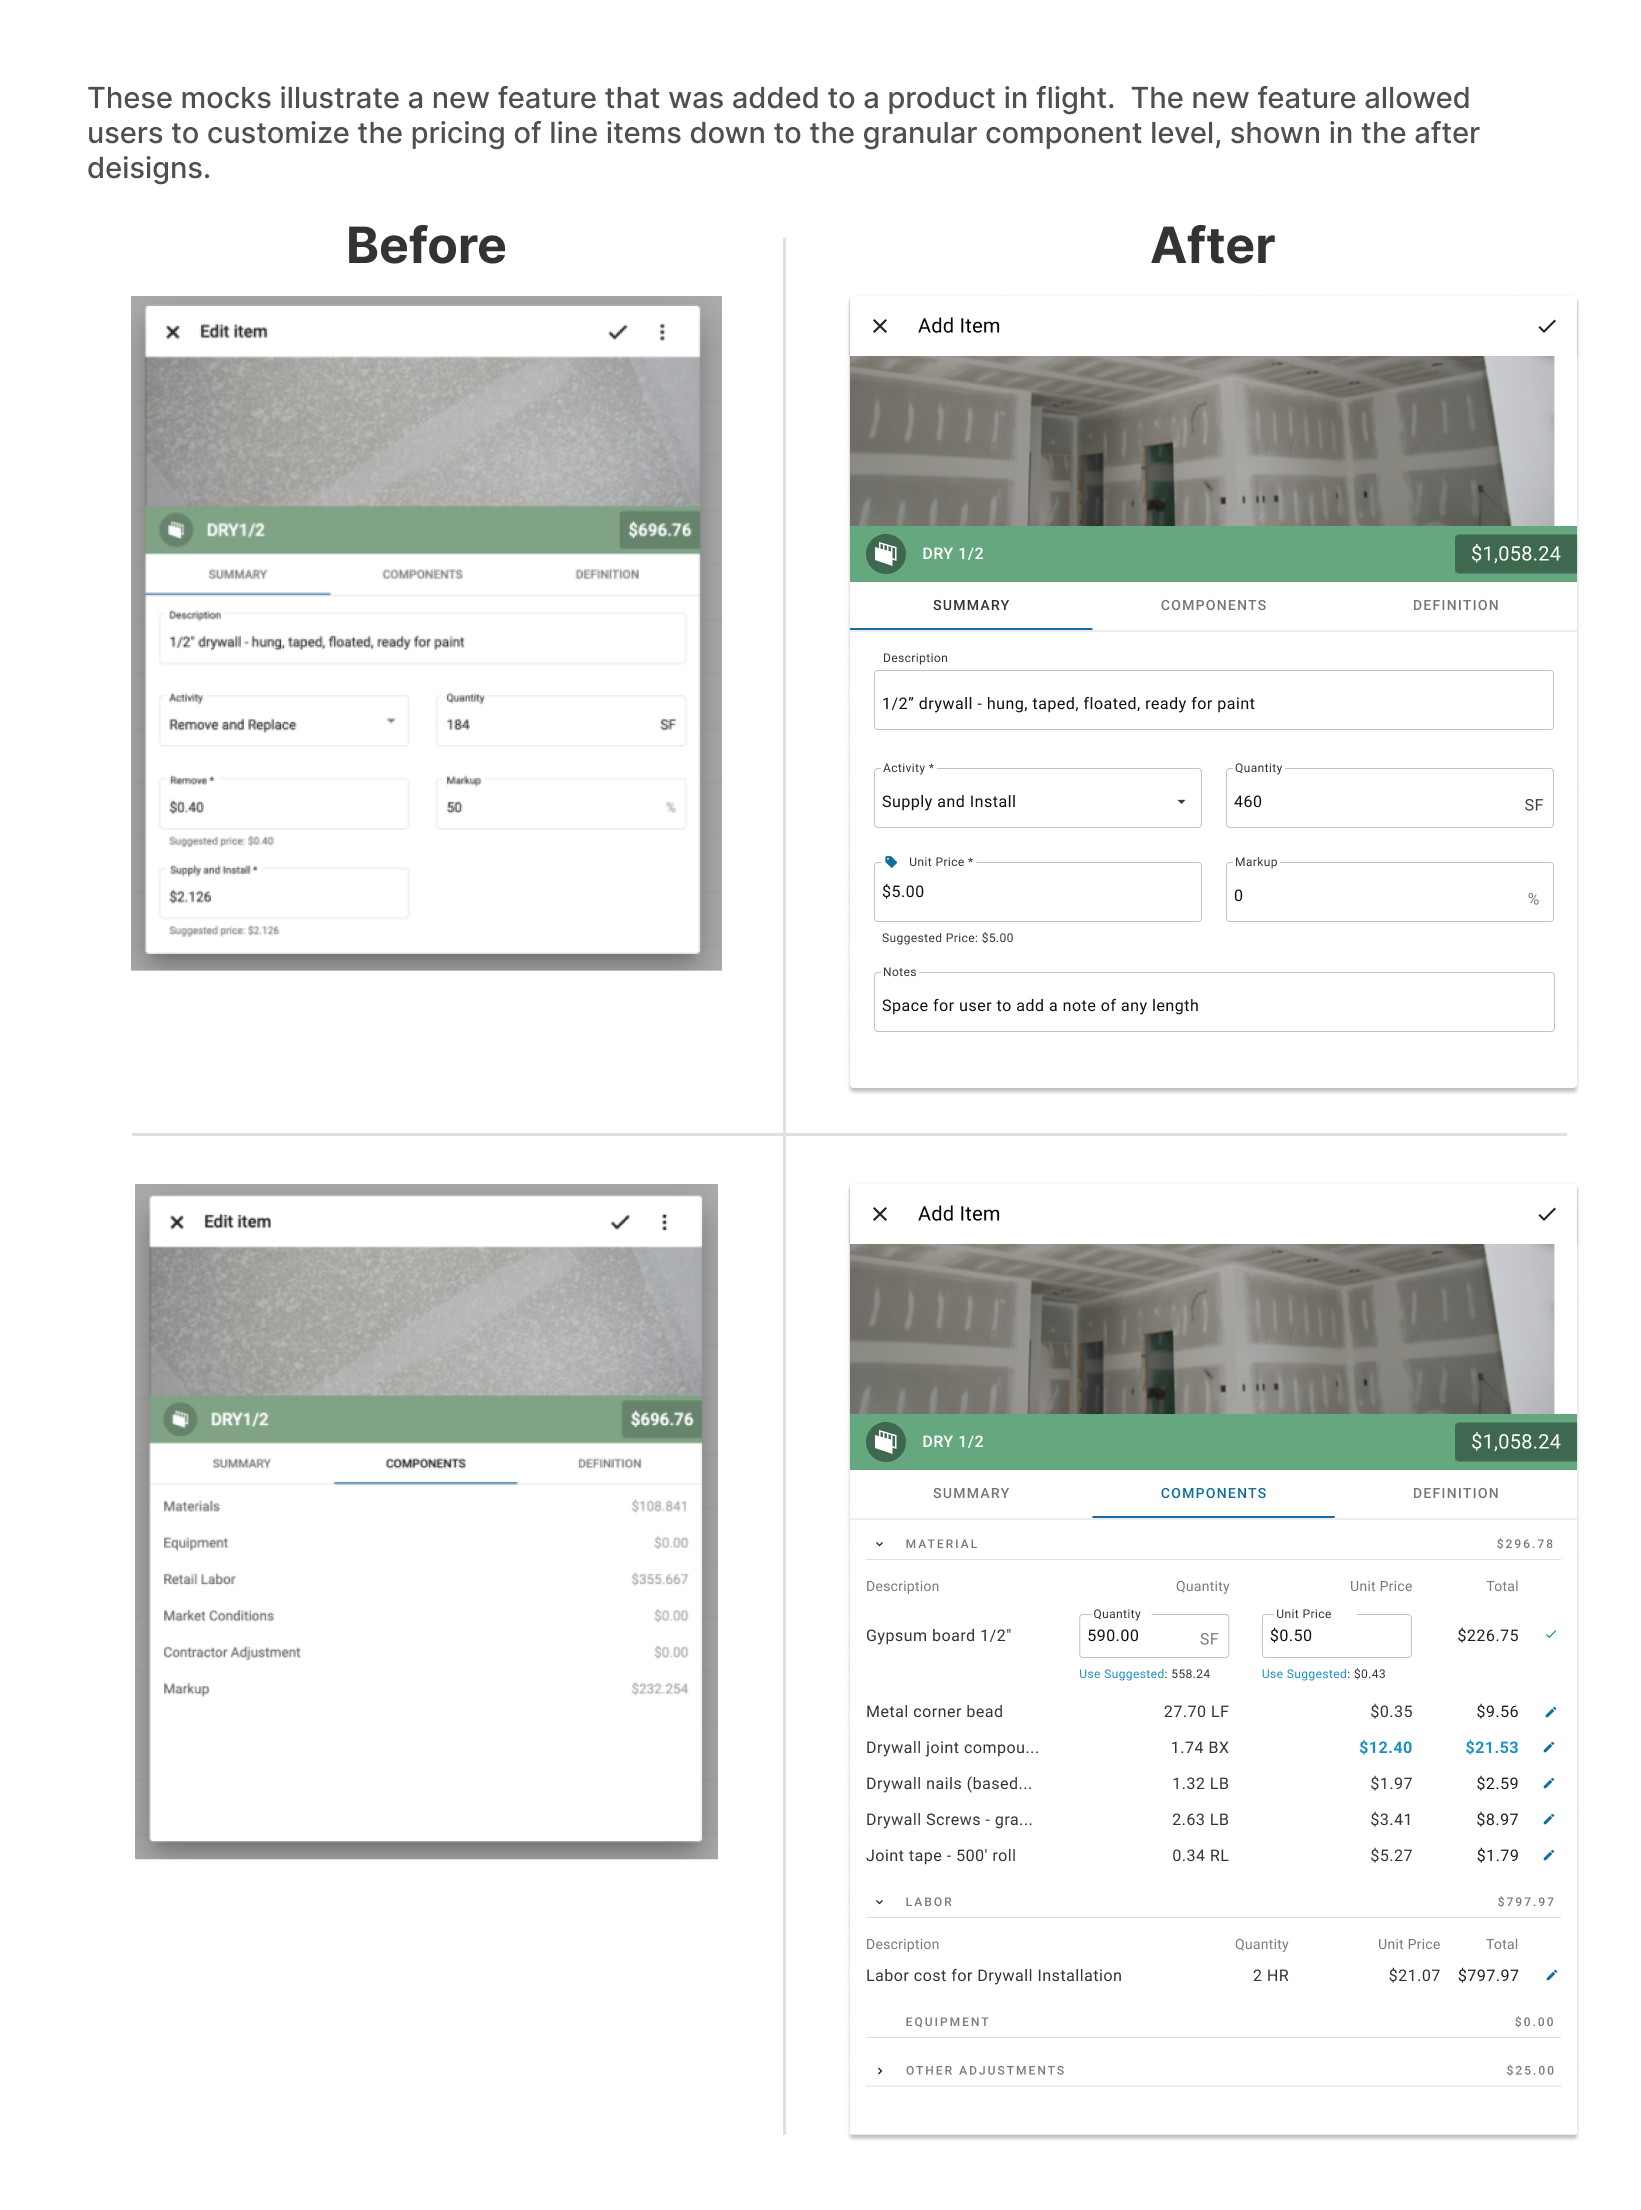 These mocks illustrate a new feature that was added to a product in flight.  The new feature allowed
users to customize the pricing of line items down to the granular component level, shown in the after
deisigns.
Before
After
Edit item
DRY1/2
$696.76
SUMMARY COMPONENTS DEFINITION
Description
1/2" drywall - hung, taped, floated, ready for paint
Activity Quantity
Remove and Replace 184 SF
Remove * Markup
$0.40 50 %
Suggested price: $0.40
Supply and Install *
$2.126
Suggested price: $2.126
Add Item
DRY 1/2 $1,058.24
SUMMARY COMPONENTS DEFINITION
Description
1/2” drywall - hung, taped, floated, ready for paint
Activity * Quantity
Supply and Install 460 SF
Unit Price * Markup
$5.00 0 %
Suggested Price: $5.00
Notes
Space for user to add a note of any length
Edit item
DRY1/2 $696.76
SUMMARY COMPONENTS DEFINITION
Materials $108.841
Equipment $0.00
Retail Labor $355.667
Market Conditions $0.00
Contractor Adjustment $0.00
Markup $232.254
Add Item
DRY 1/2 $1,058.24
SUMMARY COMPONENTS DEFINITION
MATERIAL $296.78
Description Quantity Unit Price Total
Quantity Unit Price
Gypsum board 1/2" 590.00 SF $0.50 $226.75
Use Suggested: 558.24 Use Suggested: $0.43
Metal corner bead 27.70 LF $0.35 $9.56
Drywall joint compou... 1.74 BX $12.40 $21.53
Drywall nails (based... 1.32 LB $1.97 $2.59
Drywall Screws - gra... 2.63 LB $3.41 $8.97
Joint tape - 500' roll 0.34 RL $5.27 $1.79
LABOR $797.97
Description Quantity Unit Price Total
Labor cost for Drywall Installation 2 HR $21.07 $797.97
EQUIPMENT $0.00
OTHER ADJUSTMENTS $25.00